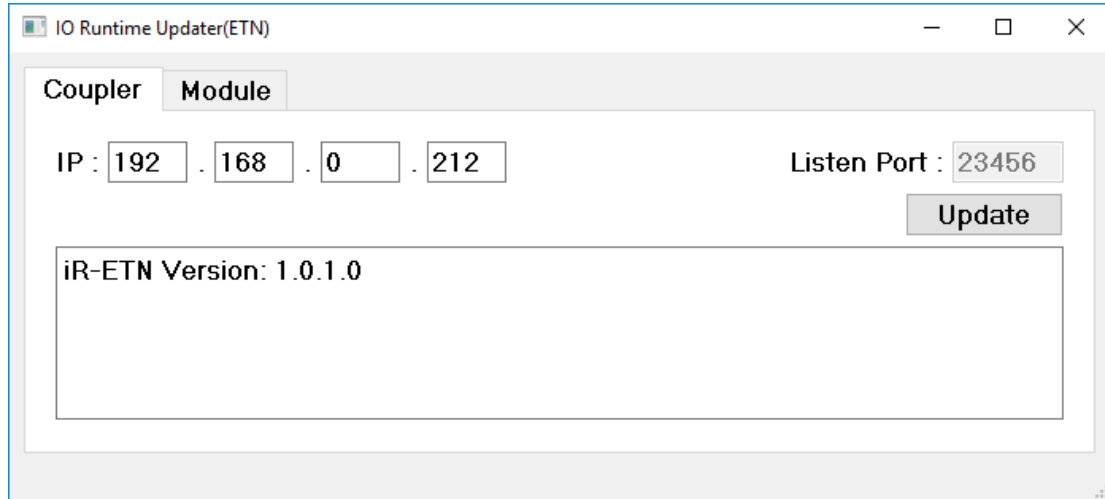 IO Runtime Updater(ETN)
Coupler Module
IP : 192 . 168 . 0 . 212 Listen Port : 23456
Update
iR-ETN Version: 1.0.1.0